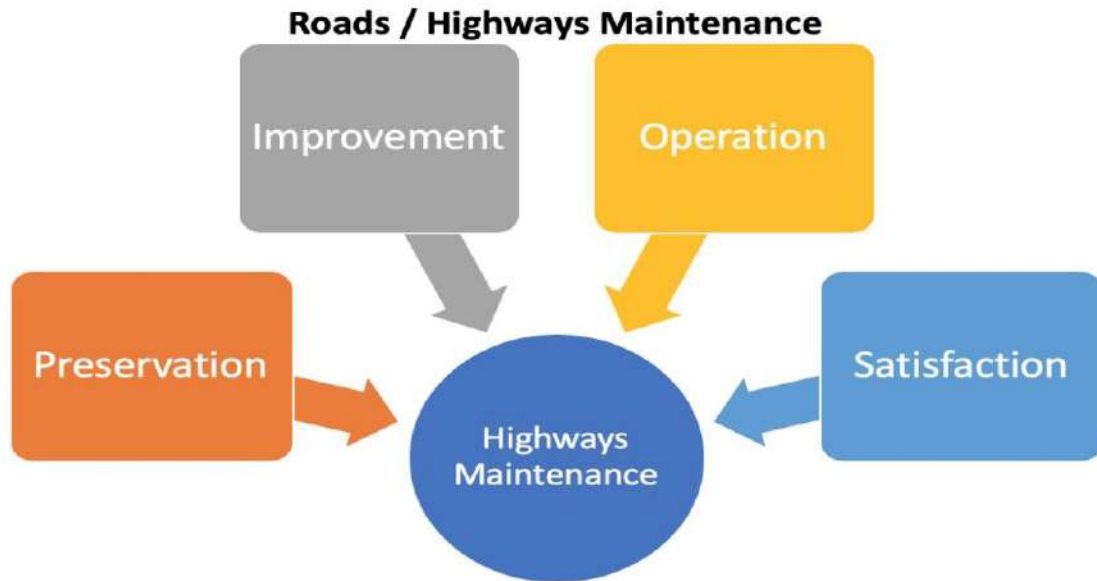 Roads / Highways Maintenance
Improvement
Operation
Preservation
Satisfaction
Highways
Maintenance